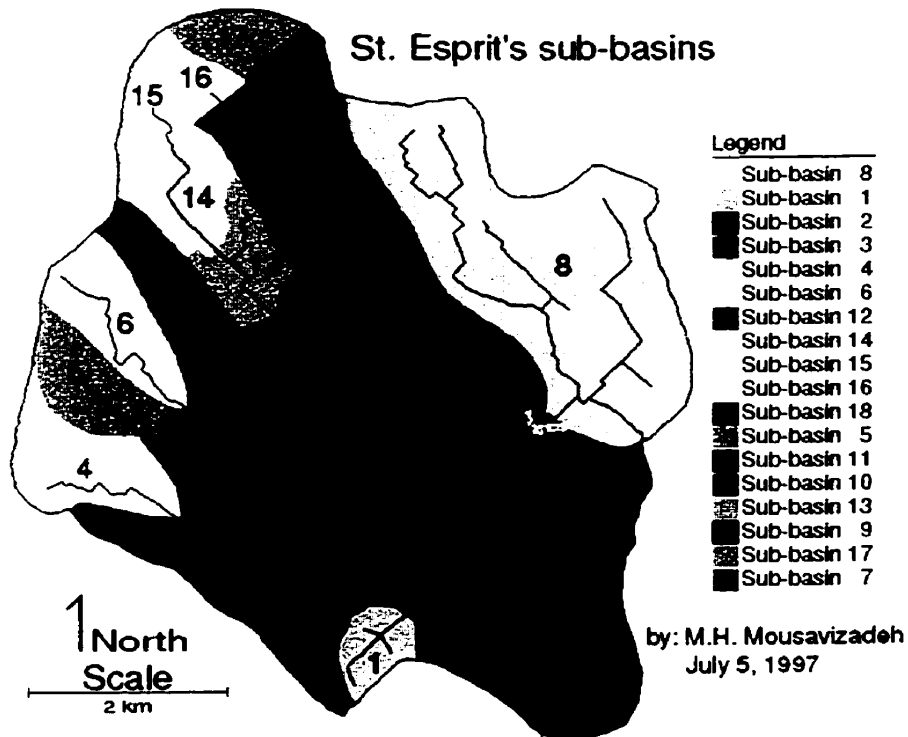 St. Esprit's sub-basins
16
15
14
8
6
4
1
Legend
Sub-basin 8
Sub-basin 1
Sub-basin 2
Sub-basin 3
Sub-basin 4
Sub-basin 6
Sub-basin 12
Sub-basin 14
Sub-basin 15
Sub-basin 16
Sub-basin 18
Sub-basin 5
Sub-basin 11
Sub-basin 10
Sub-basin 13
Sub-basin 9
Sub-basin 17
Sub-basin 7
North
Scale
2 km
by: M.H. Mousavizadeh
July 5, 1997